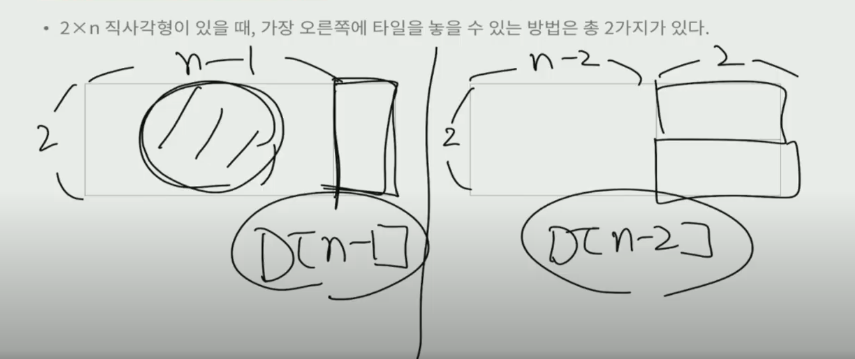 • 2×n 직사각형이 있을 때, 가장 오른쪽에 타일을 놓을 수 있는 방법은 총 2가지가 있다.
n-1
n-2
2
2
2
D[n-1]
D[n-2]